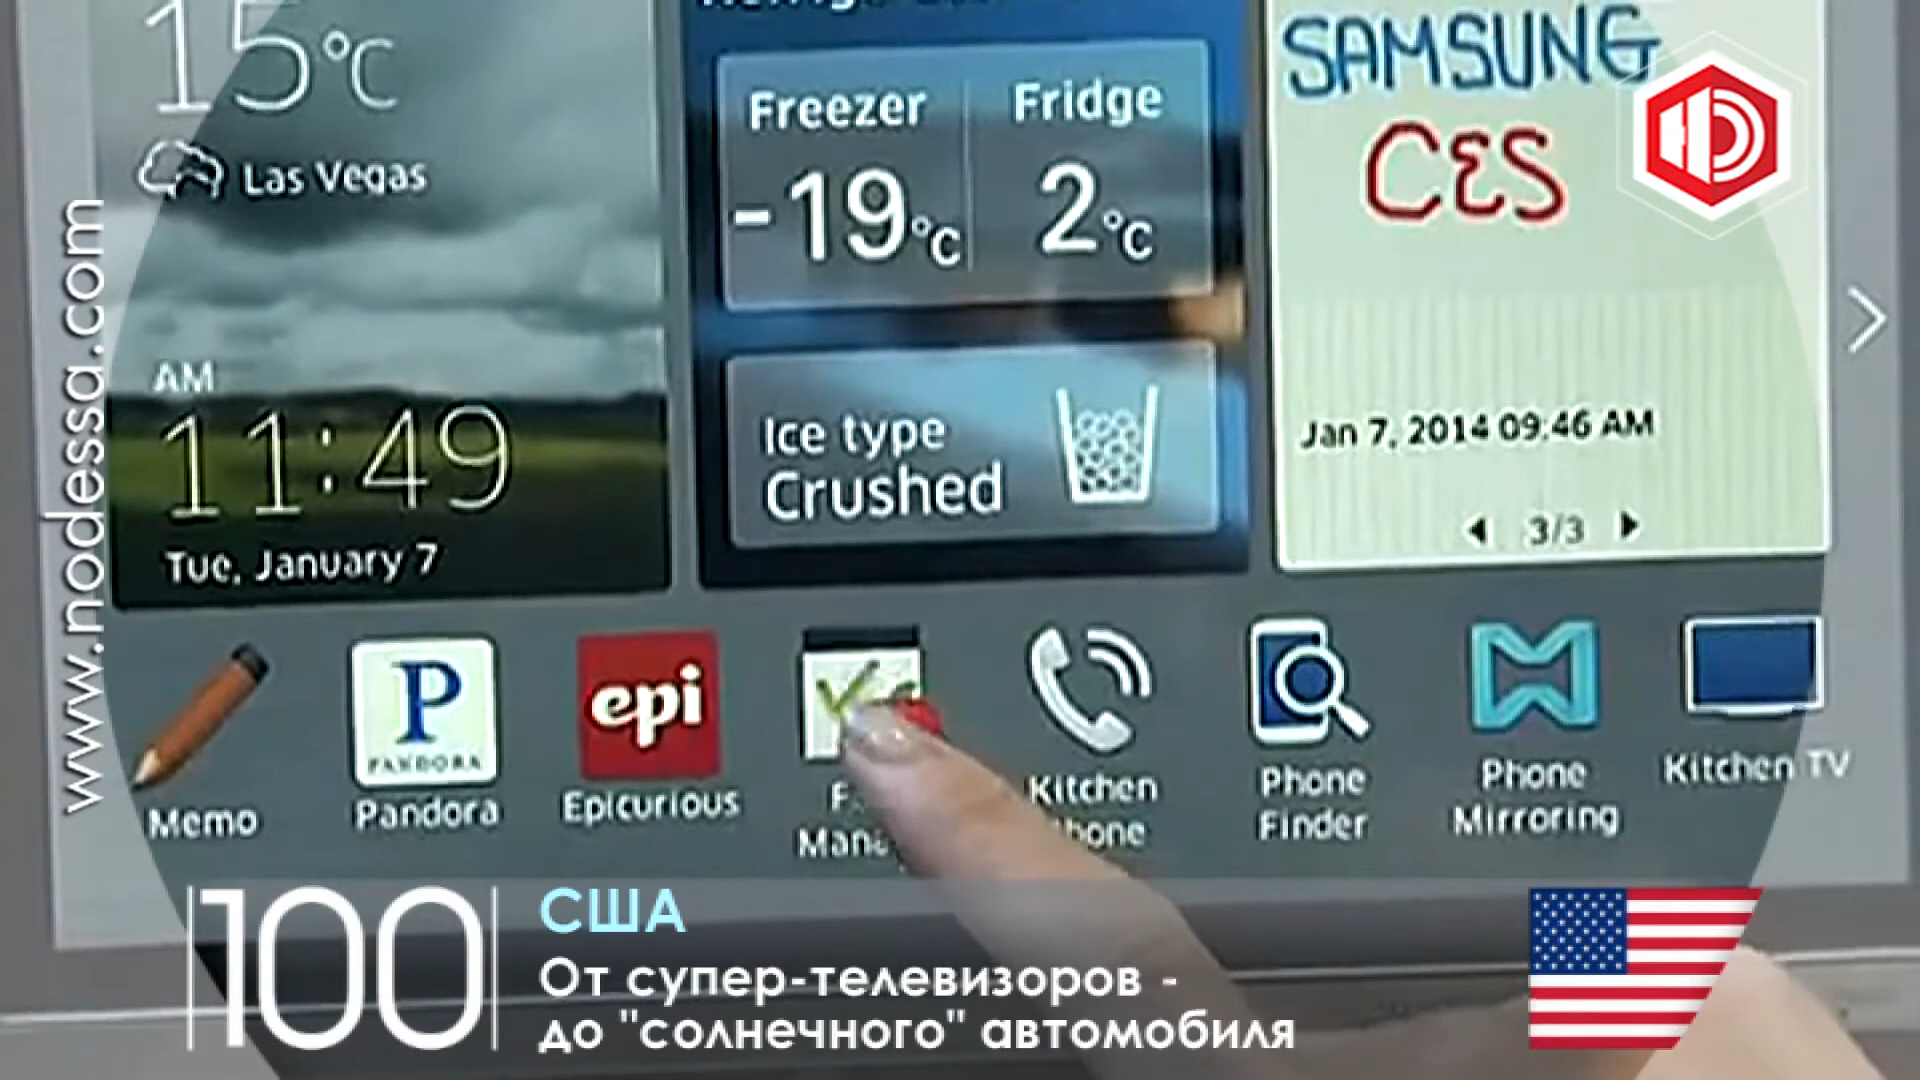 15°C
Las Vegas
AM
11:49
Tue, January 7
Freezer
-19°C
Fridge
2°C
Ice type
Crushed
SAMSUNG
CES
Jan 7, 2014 09:46 AM
3/3
Memo
P
PANDORA
Pandora
epi
Epicurious
Kitchen
Phone
Finder
Phone
Mirroring
Kitchen TV
www.nodessa.com
100
США
От супер-телевизоров -
до "солнечного" автомобиля